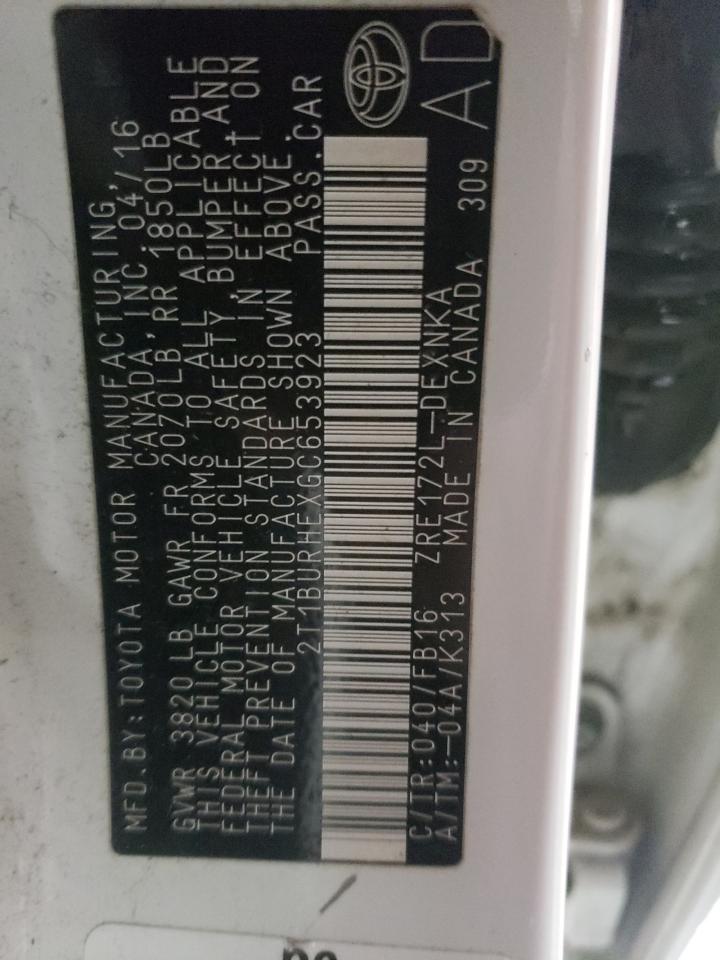 MFD.BY:TOYOTA MOTOR MANUFACTURING,
CANADA, INC. 04/16
GVWR 3820LB GAWR FR 2070LB RR 1850LB
THIS VEHICLE CONFORMS TO ALL APPLICABLE
FEDERAL MOTOR VEHICLE SAFETY, BUMPER, AND
THEFT PREVENTION STANDARDS IN EFFECT ON
THE DATE OF MANUFACTURE SHOWN ABOVE.
2T1BURHEXGC653923 PASS.CAR
C/TR:040/FB16 ZRE172L-DEXNKA
A/TM:-04A/K313 MADE IN CANADA 309
AD